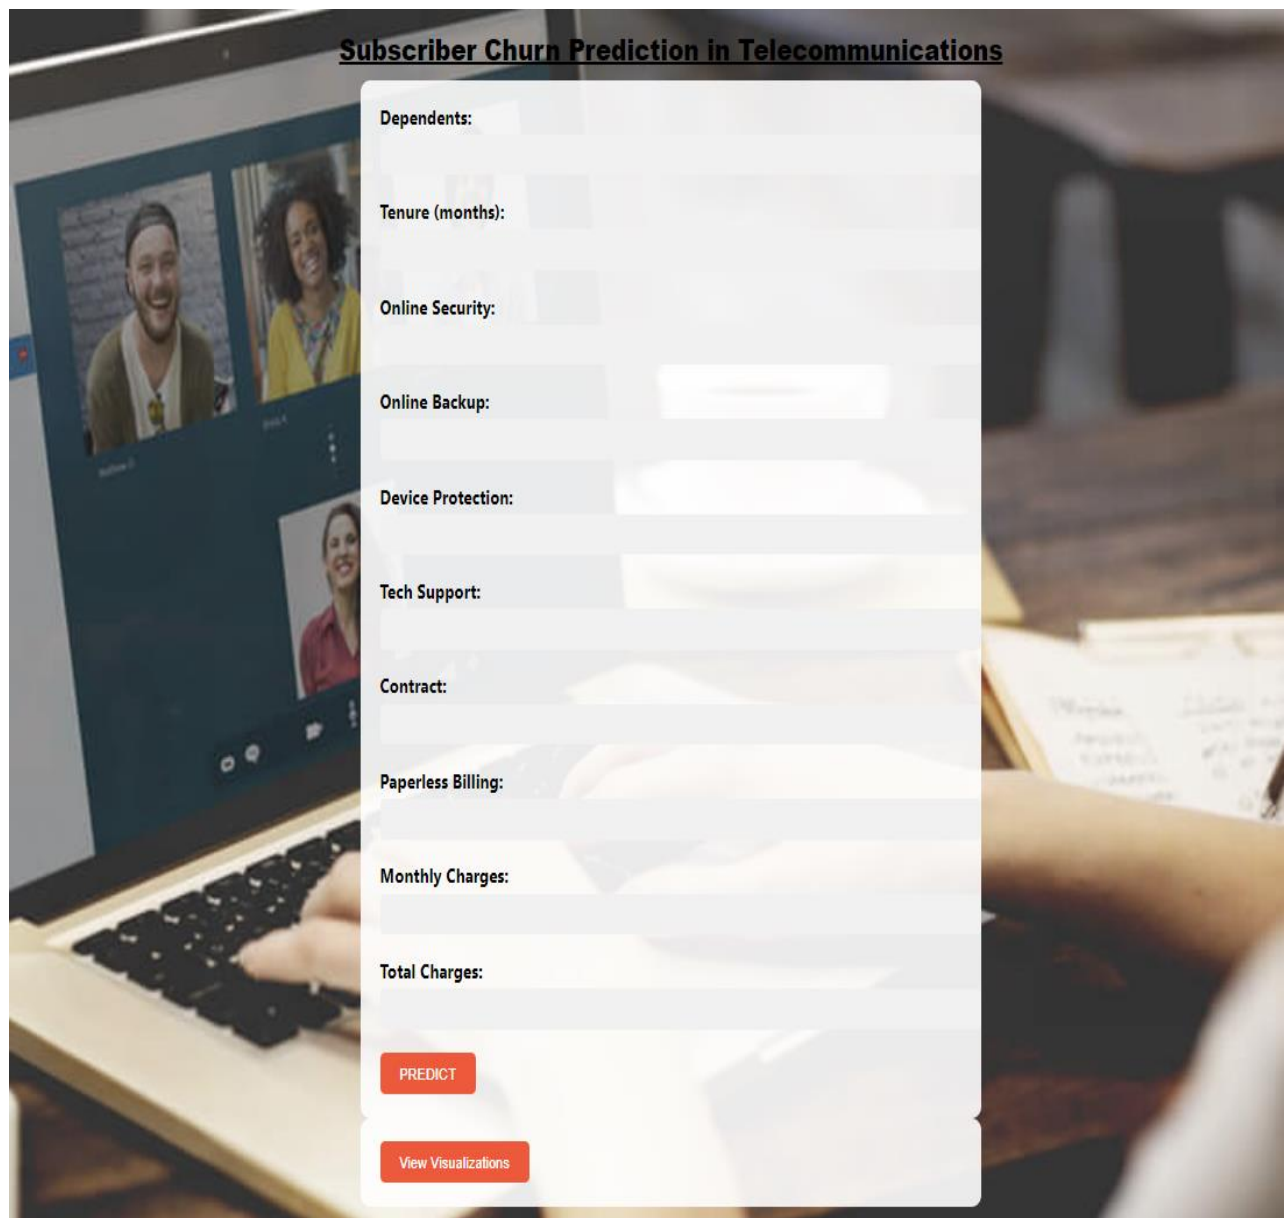 Subscriber Churn Prediction in Telecommunications
Dependents:
Tenure (months):
Online Security:
Online Backup:
Device Protection:
Tech Support:
Contract:
Paperless Billing:
Monthly Charges:
Total Charges:
PREDICT
View Visualizations